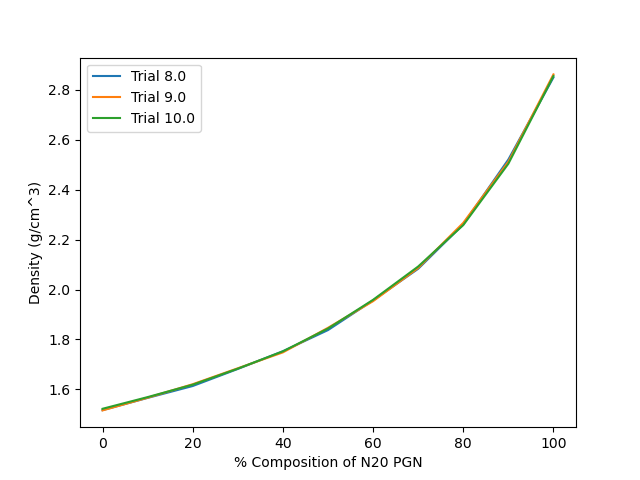 Trial 8.0
Trial 9.0
Trial 10.0
2.8
2.6
2.4
2.2
2.0
1.8
1.6
Density (g/cm^3)
0 20 40 60 80 100
% Composition of N20 PGN